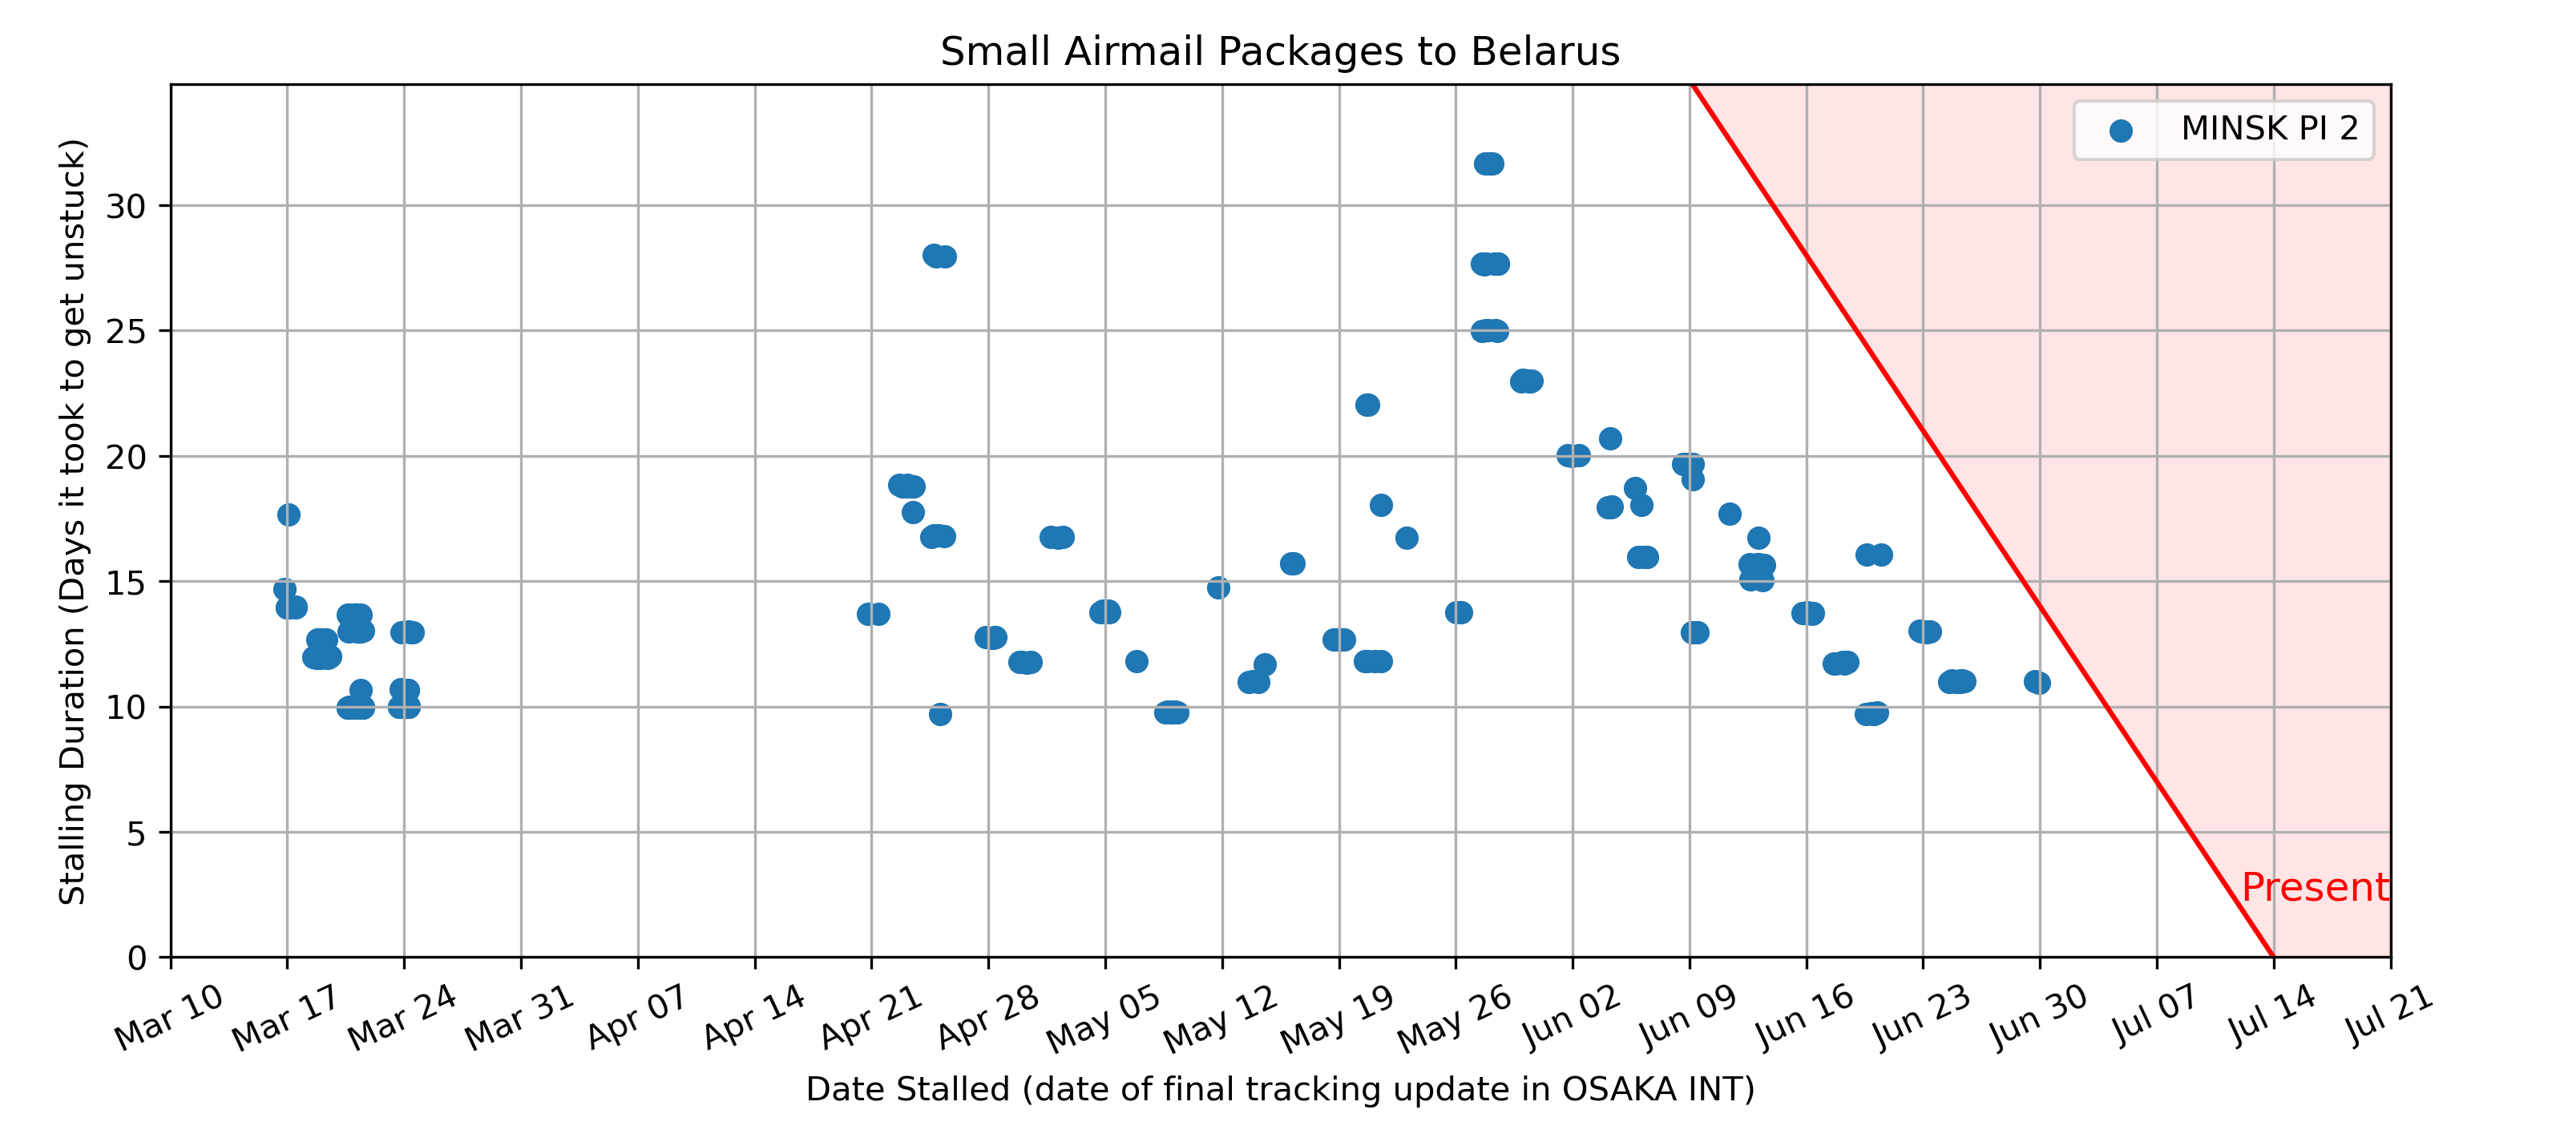 Small Airmail Packages to Belarus
MINSK PI 2
Stalling Duration (Days it took to get unstuck)
30
25
20
15
10
5
0
Present
Mar 10
Mar 17
Mar 24
Mar 31
Apr 07
Apr 14
Apr 21
Apr 28
May 05
May 12
May 19
May 26
Jun 02
Jun 09
Jun 16
Jun 23
Jun 30
Jul 07
Jul 14
Jul 21
Date Stalled (date of final tracking update in OSAKA INT)